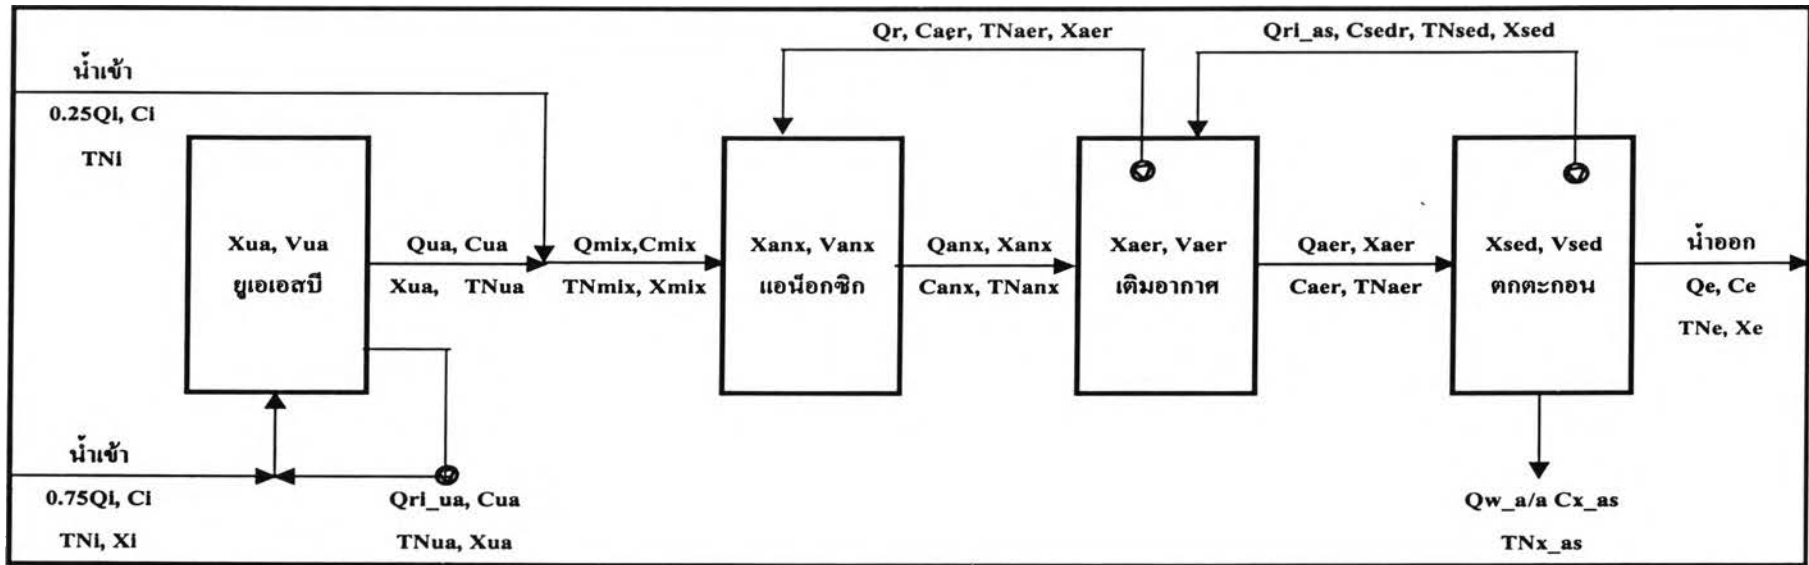 Qr, Caer, TNaer, Xaer
Qri_as, Csedr, TNsed, Xsed
น้ำเข้า
0.25Qi, Ci
TNi
Xua, Vua
ยูเอเอสบี
Qua, Cua
Xua, TNua
Qmix,Cmix
TNmix, Xmix
Xanx, Vanx
แอน็อกซิก
Qanx, Xanx
Canx, TNanx
Xaer, Vaer
เติมอากาศ
Qaer, Xaer
Caer, TNaer
Xsed, Vsed
ตกตะกอน
น้ำออก
Qe, Ce
TNe, Xe
น้ำเข้า
0.75Qi, Ci
TNi, Xi
Qri_ua, Cua
TNua, Xua
Qw_a/a Cx_as
TNx_as